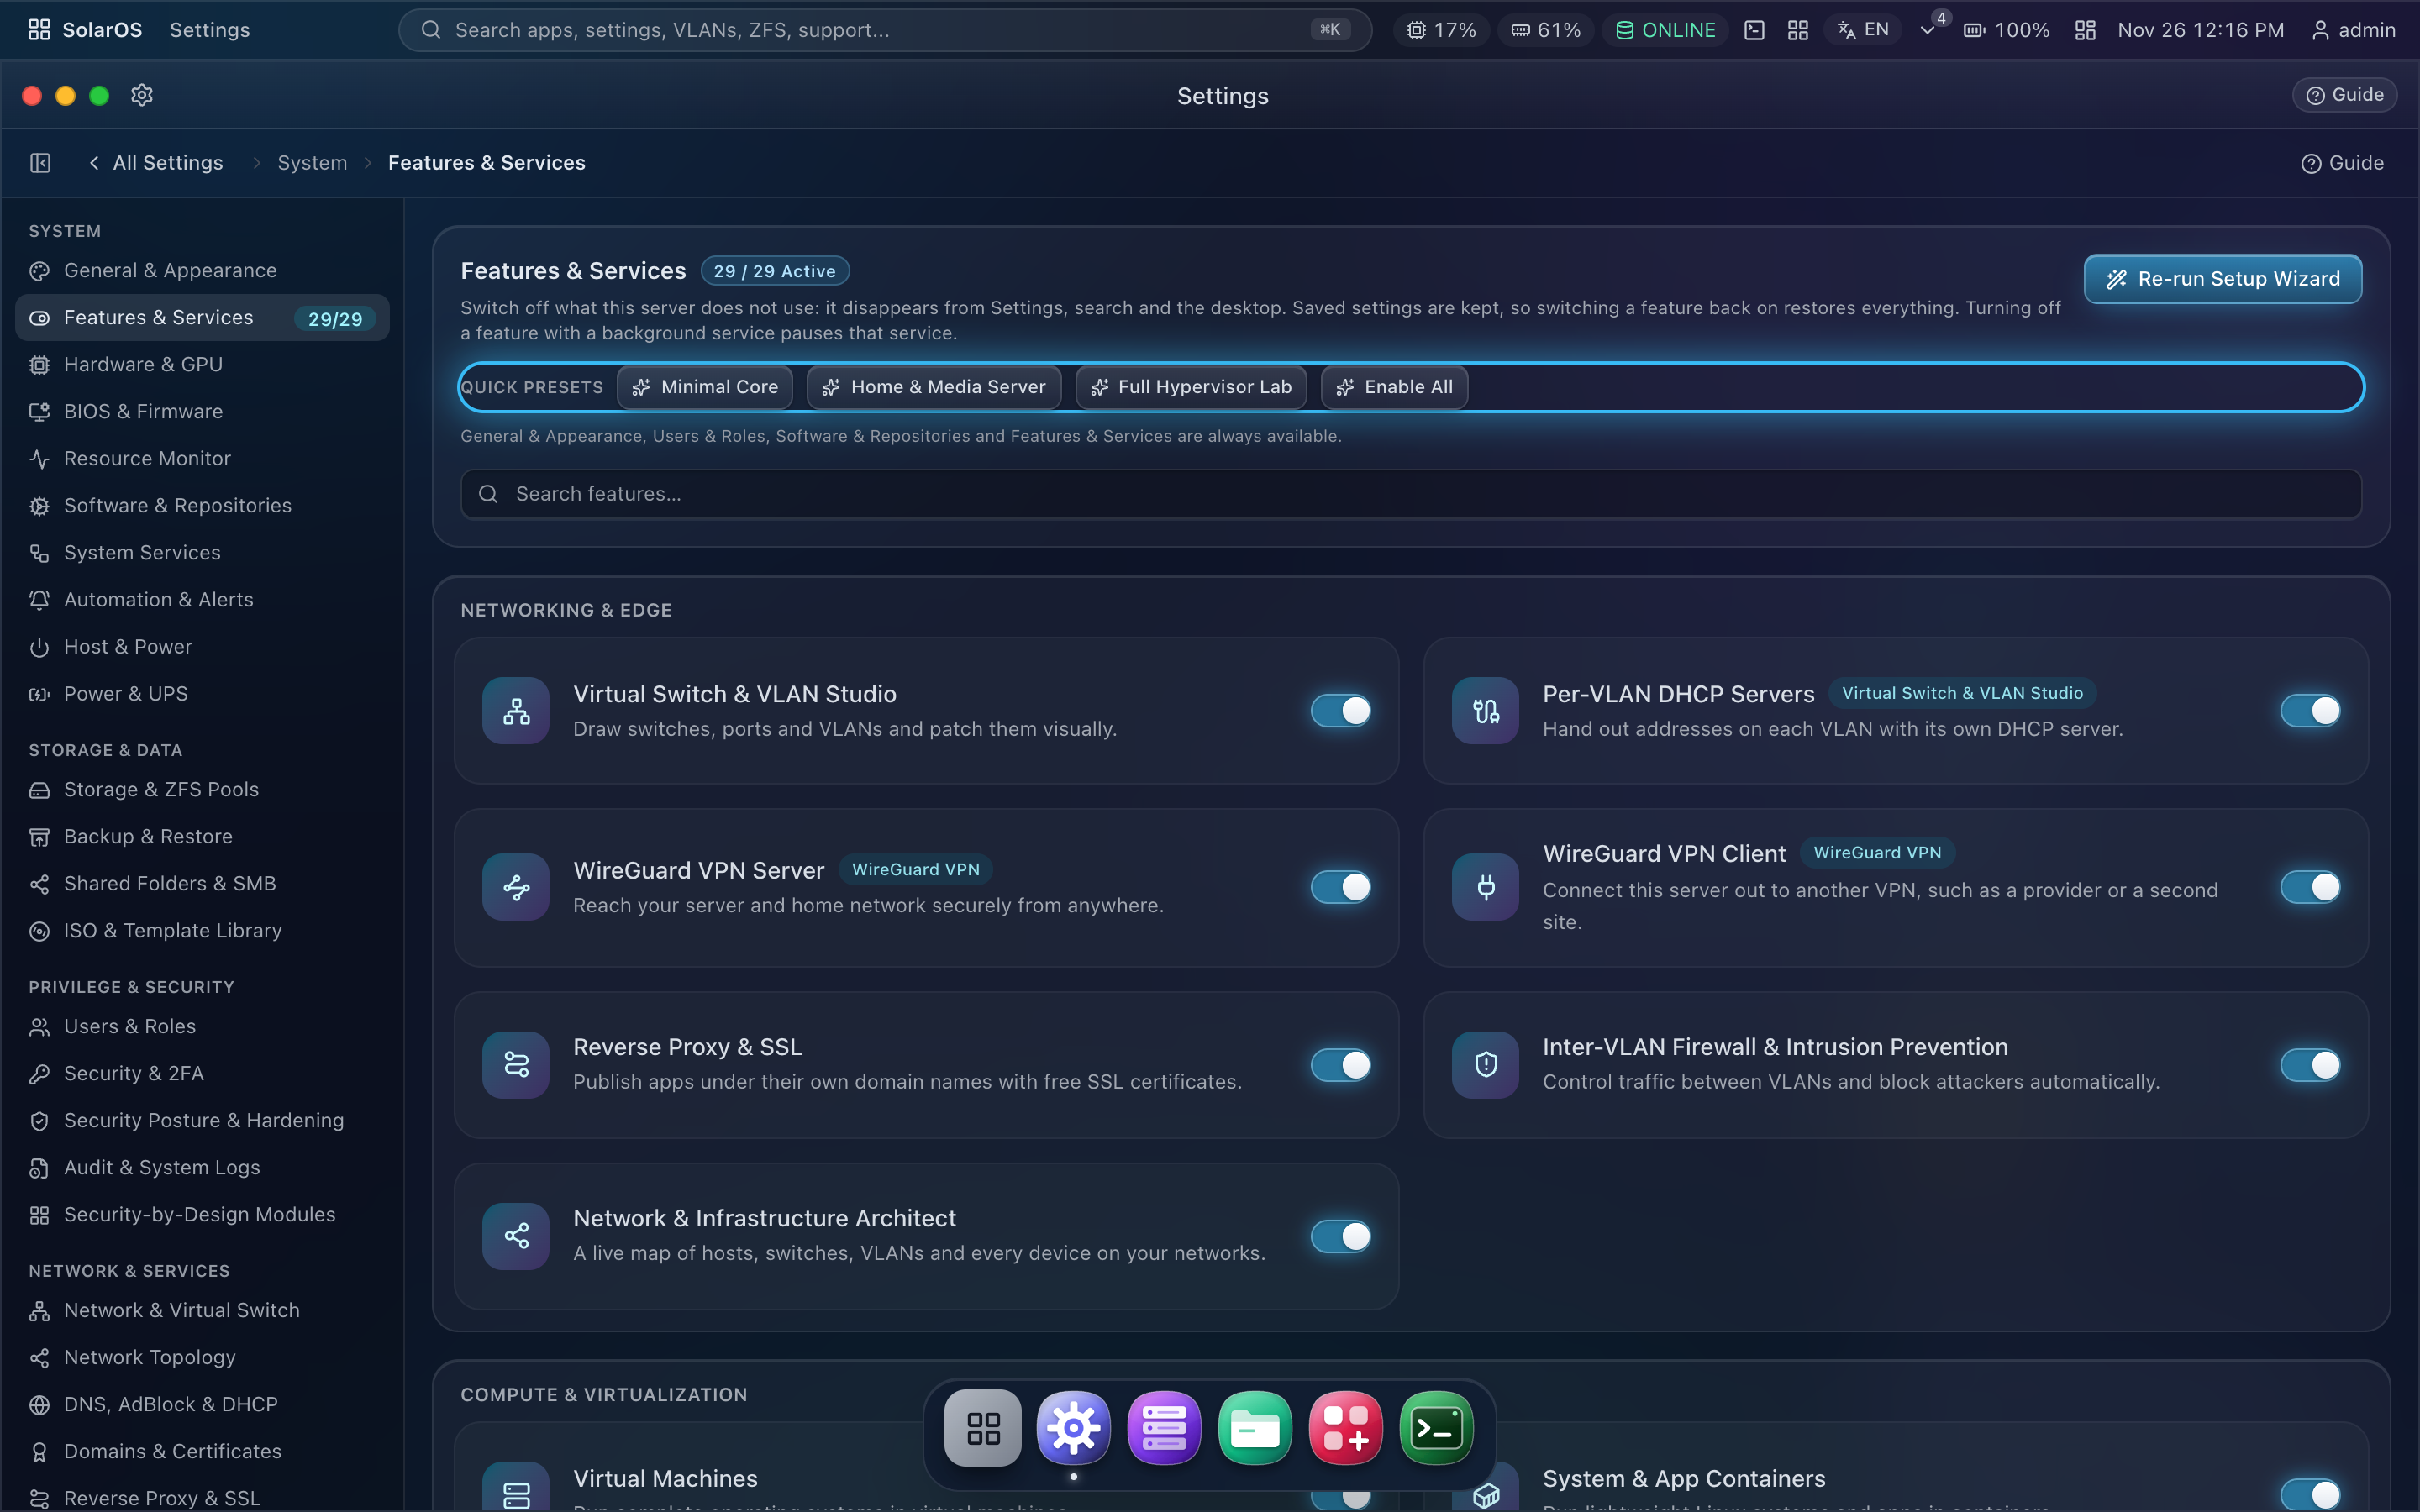 SolarOS Settings Search apps, settings, VLANs, ZFS, support... ⌘K 17% 61% ONLINE EN 4 100% Nov 26 12:16 PM admin
Settings Guide
All Settings System Features & Services Guide
SYSTEM
General & Appearance
Features & Services 29/29
Hardware & GPU
BIOS & Firmware
Resource Monitor
Software & Repositories
System Services
Automation & Alerts
Host & Power
Power & UPS
STORAGE & DATA
Storage & ZFS Pools
Backup & Restore
Shared Folders & SMB
ISO & Template Library
PRIVILEGE & SECURITY
Users & Roles
Security & 2FA
Security Posture & Hardening
Audit & System Logs
Security-by-Design Modules
NETWORK & SERVICES
Network & Virtual Switch
Network Topology
DNS, AdBlock & DHCP
Domains & Certificates
Reverse Proxy & SSL
Features & Services 29 / 29 Active
Re-run Setup Wizard
Switch off what this server does not use: it disappears from Settings, search and the desktop. Saved settings are kept, so switching a feature back on restores everything. Turning off
a feature with a background service pauses that service.
QUICK PRESETS Minimal Core Home & Media Server Full Hypervisor Lab Enable All
General & Appearance, Users & Roles, Software & Repositories and Features & Services are always available.
Search features...
NETWORKING & EDGE
Virtual Switch & VLAN Studio
Draw switches, ports and VLANs and patch them visually.
Per-VLAN DHCP Servers Virtual Switch & VLAN Studio
Hand out addresses on each VLAN with its own DHCP server.
WireGuard VPN Server WireGuard VPN
Reach your server and home network securely from anywhere.
WireGuard VPN Client WireGuard VPN
Connect this server out to another VPN, such as a provider or a second
site.
Reverse Proxy & SSL
Publish apps under their own domain names with free SSL certificates.
Inter-VLAN Firewall & Intrusion Prevention
Control traffic between VLANs and block attackers automatically.
Network & Infrastructure Architect
A live map of hosts, switches, VLANs and every device on your networks.
COMPUTE & VIRTUALIZATION
Virtual Machines
System & App Containers